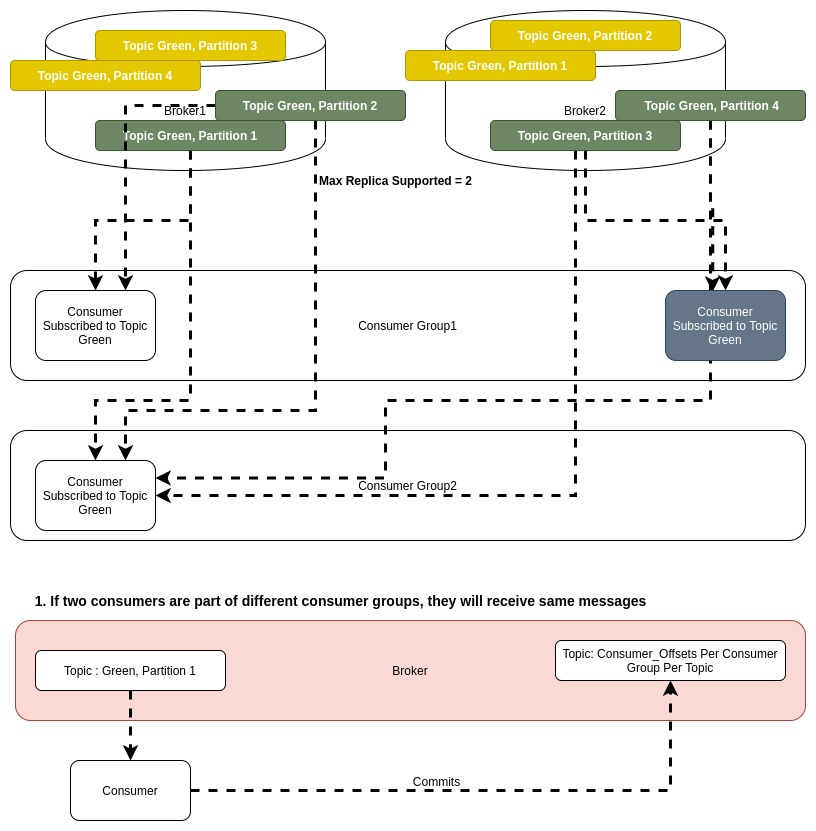 Topic Green, Partition 3
Topic Green, Partition 4
Broker1
Topic Green, Partition 2
Topic Green, Partition 1
Topic Green, Partition 2
Topic Green, Partition 1
Broker2
Topic Green, Partition 4
Topic Green, Partition 3
Max Replica Supported = 2
Consumer
Subscribed to Topic
Green
Consumer Group1
Consumer
Subscribed to Topic
Green
Consumer
Subscribed to Topic
Green
Consumer Group2
1. If two consumers are part of different consumer groups, they will receive same messages
Topic : Green, Partition 1
Broker
Topic: Consumer_Offsets Per Consumer
Group Per Topic
Consumer
Commits